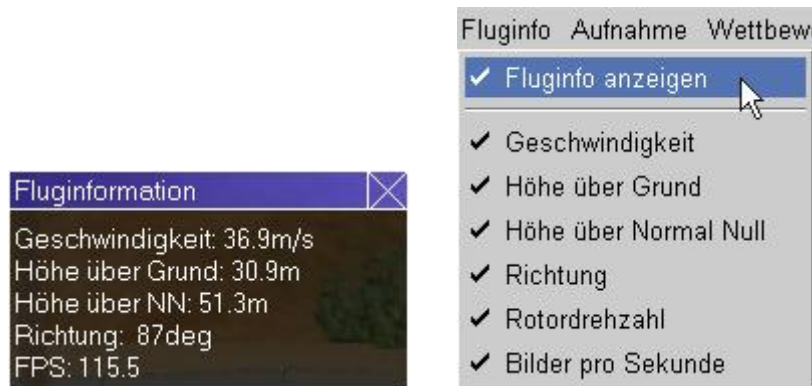 Fluginformation
Geschwindigkeit: 36.9m/s
Höhe über Grund: 30.9m
Höhe über NN: 51.3m
Richtung: 87deg
FPS: 115.5
Fluginfo Aufnahme
Fluginfo anzeigen
Geschwindigkeit
Höhe über Grund
Höhe über Normal Null
Richtung
Rotordrehzahl
Bilder pro Sekunde